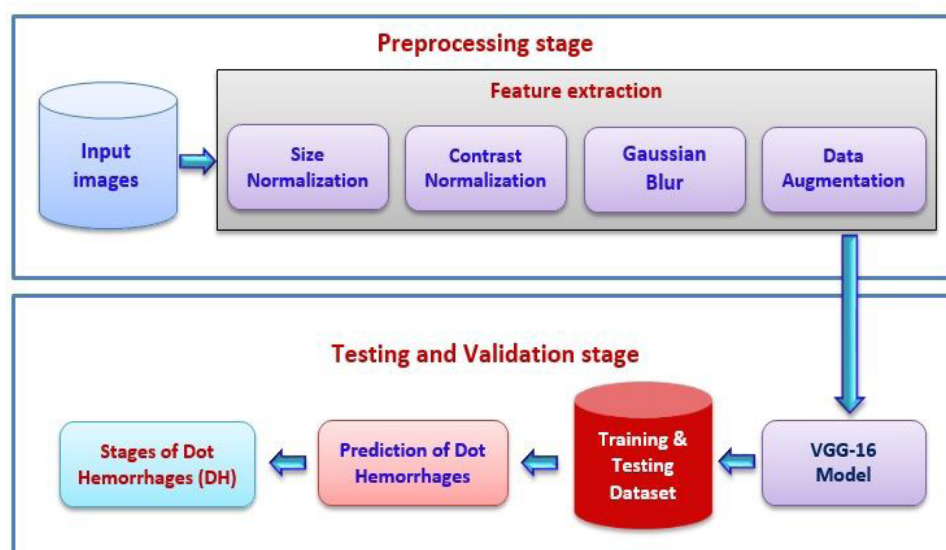 Preprocessing stage
Feature extraction
Input
images
Size
Normalization
Contrast
Normalization
Gaussian
Blur
Data
Augmentation
Testing and Validation stage
Stages of Dot
Hemorrhages (DH)
Prediction of Dot
Hemorrhages
Training &
Testing
Dataset
VGG-16
Model